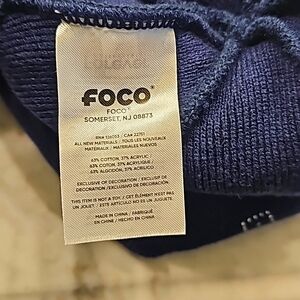 FOCO®
FOCO®
SOMERSET, NJ 08873
ALL NEW MATERIALS / TOUS NOUVEAUX
MATÉRIAUX / MATERIALES NUEVOS
63% COTTON, 37% ACRYLIC /
63% COTON, 37% ACRYLIQUE /
63% ALGODÓN, 37% ACRÍLICO
EXCLUSIVE OF DECORATION / EXCLUSIF
DE DÉCORATION / EXCLUSIVO
DE DECORACIÓN
THIS ITEM IS NOT A TOY / CET ÉLÉMENT N'EST PAS
UN JOUET / ESTE ARTÍCULO NO ES UN JUGUETE.
MADE IN CHINA / FABRIQUÉ
EN CHINE / HECHO EN CHINA